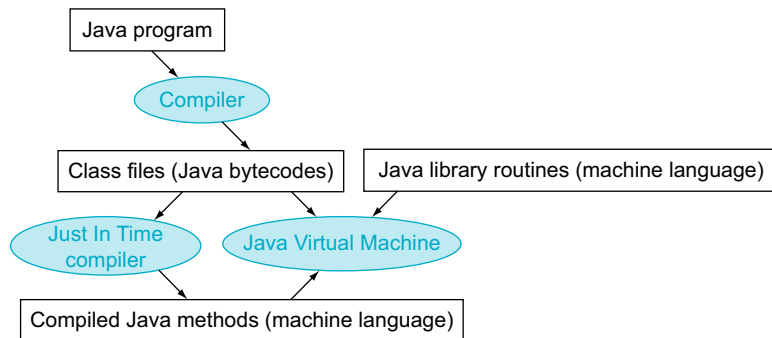 Java program
Compiler
Class files (Java bytecodes)
Java library routines (machine language)
Just In Time
compiler
Java Virtual Machine
Compiled Java methods (machine language)